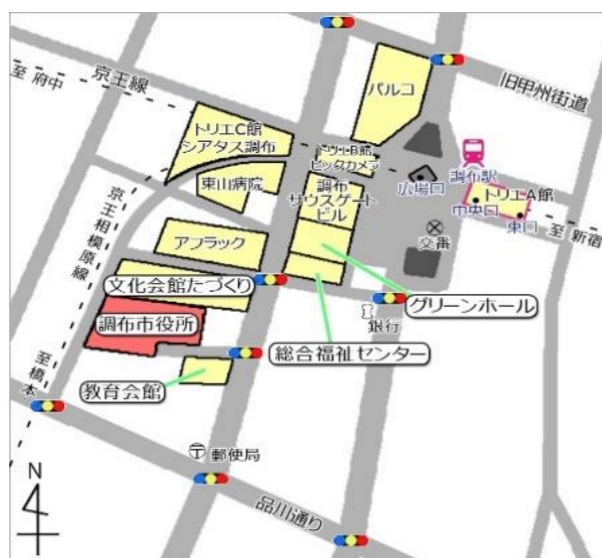 旧甲州街道
京王線
至 府中
パルコ
トリエC館
シアタス調布
トリエB館
ビックカメラ
調布駅
広場口
トリエA館
中央口
東口
至 新宿
東山病院
調布
サウスゲート
ビル
交番
京王相模原線
アフラック
文化会館たづくり
グリーンホール
調布市役所
銀行
総合福祉センター
至橋本
教育会館
郵便局
品川通り
N